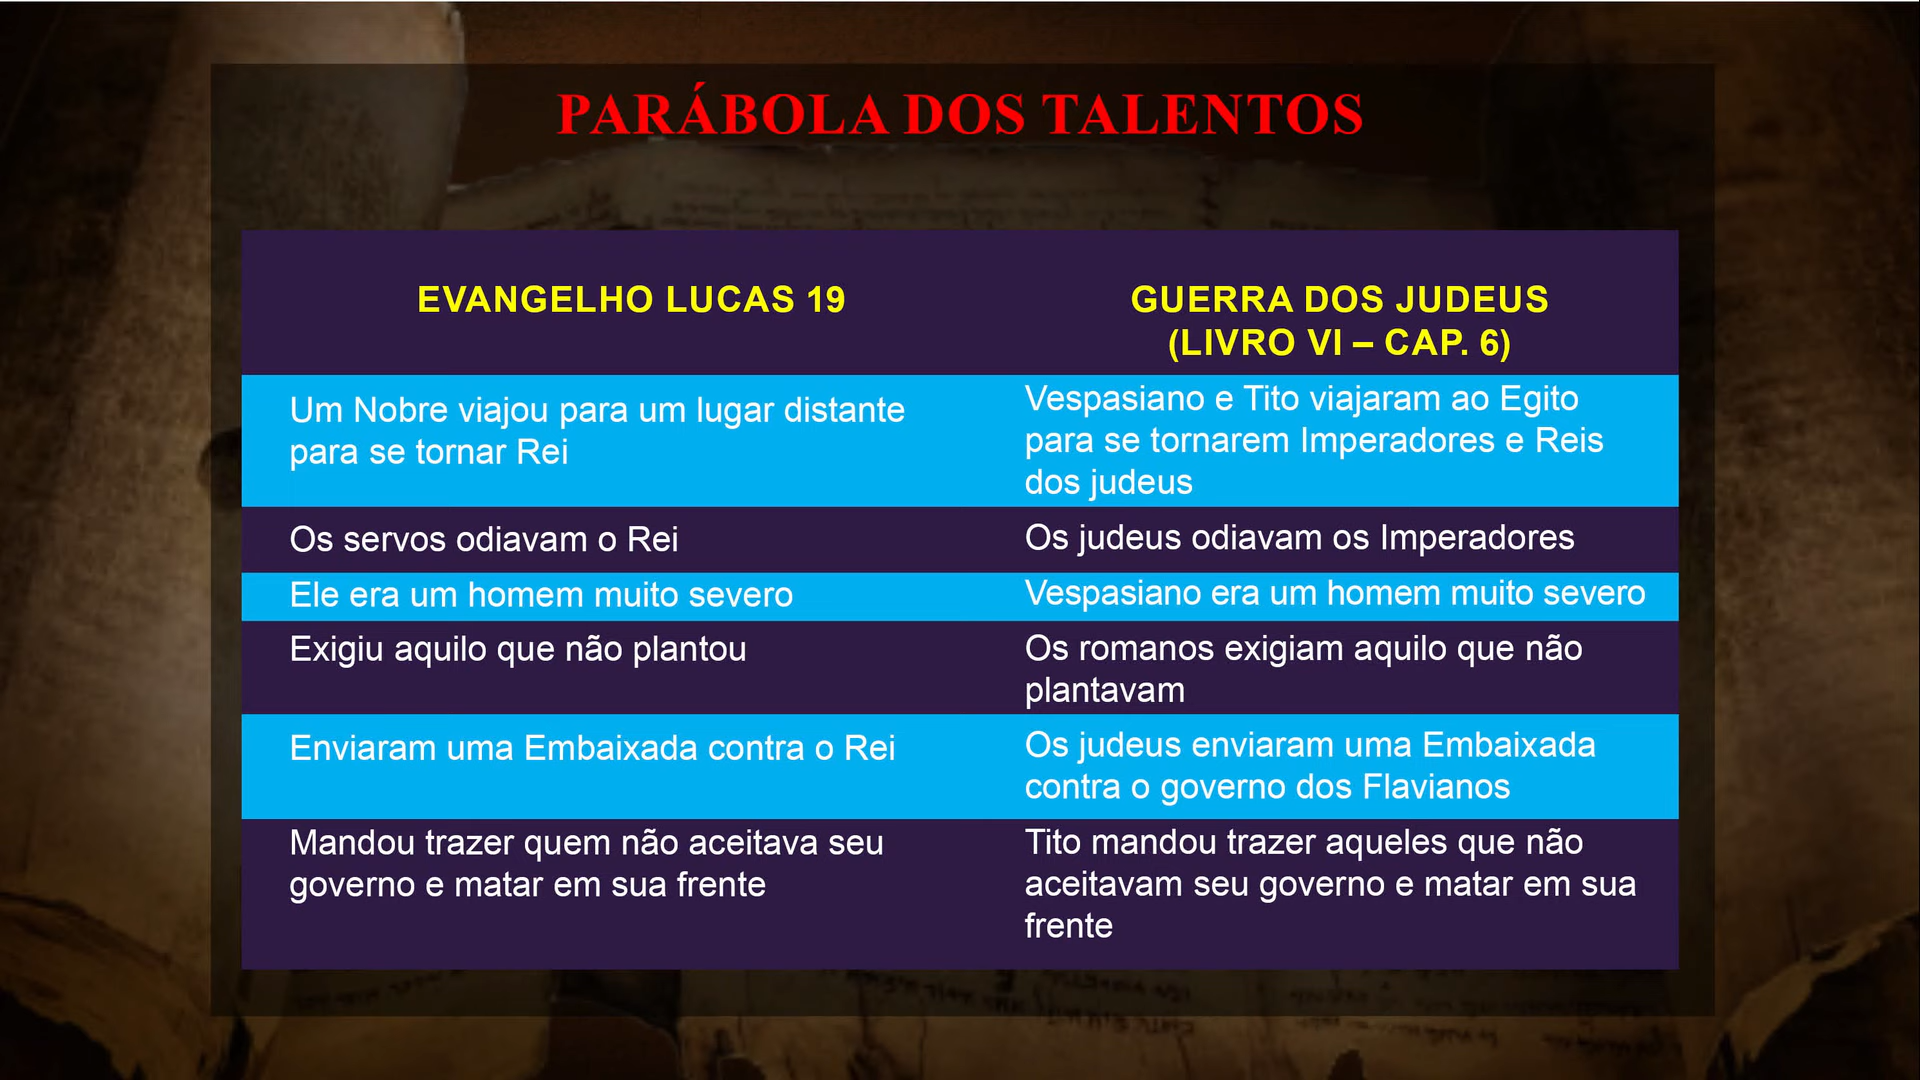 PARÁBOLA DOS TALENTOS
EVANGELHO LUCAS 19
GUERRA DOS JUDEUS
(LIVRO VI – CAP. 6)
Um Nobre viajou para um lugar distante
para se tornar Rei
Vespasiano e Tito viajaram ao Egito
para se tornarem Imperadores e Reis
dos judeus
Os servos odiavam o Rei
Os judeus odiavam os Imperadores
Ele era um homem muito severo
Vespasiano era um homem muito severo
Exigiu aquilo que não plantou
Os romanos exigiam aquilo que não
plantavam
Enviaram uma Embaixada contra o Rei
Os judeus enviaram uma Embaixada
contra o governo dos Flavianos
Mandou trazer quem não aceitava seu
governo e matar em sua frente
Tito mandou trazer aqueles que não
aceitavam seu governo e matar em sua
frente